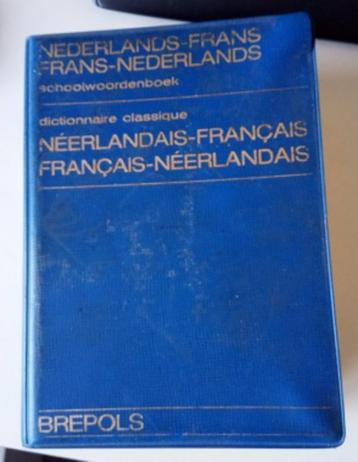 NEDERLANDS-FRANS
FRANS-NEDERLANDS
schoolwoordenboek
dictionnaire classique
NÉERLANDAIS-FRANÇAIS
FRANÇAIS-NÉERLANDAIS
BREPOLS